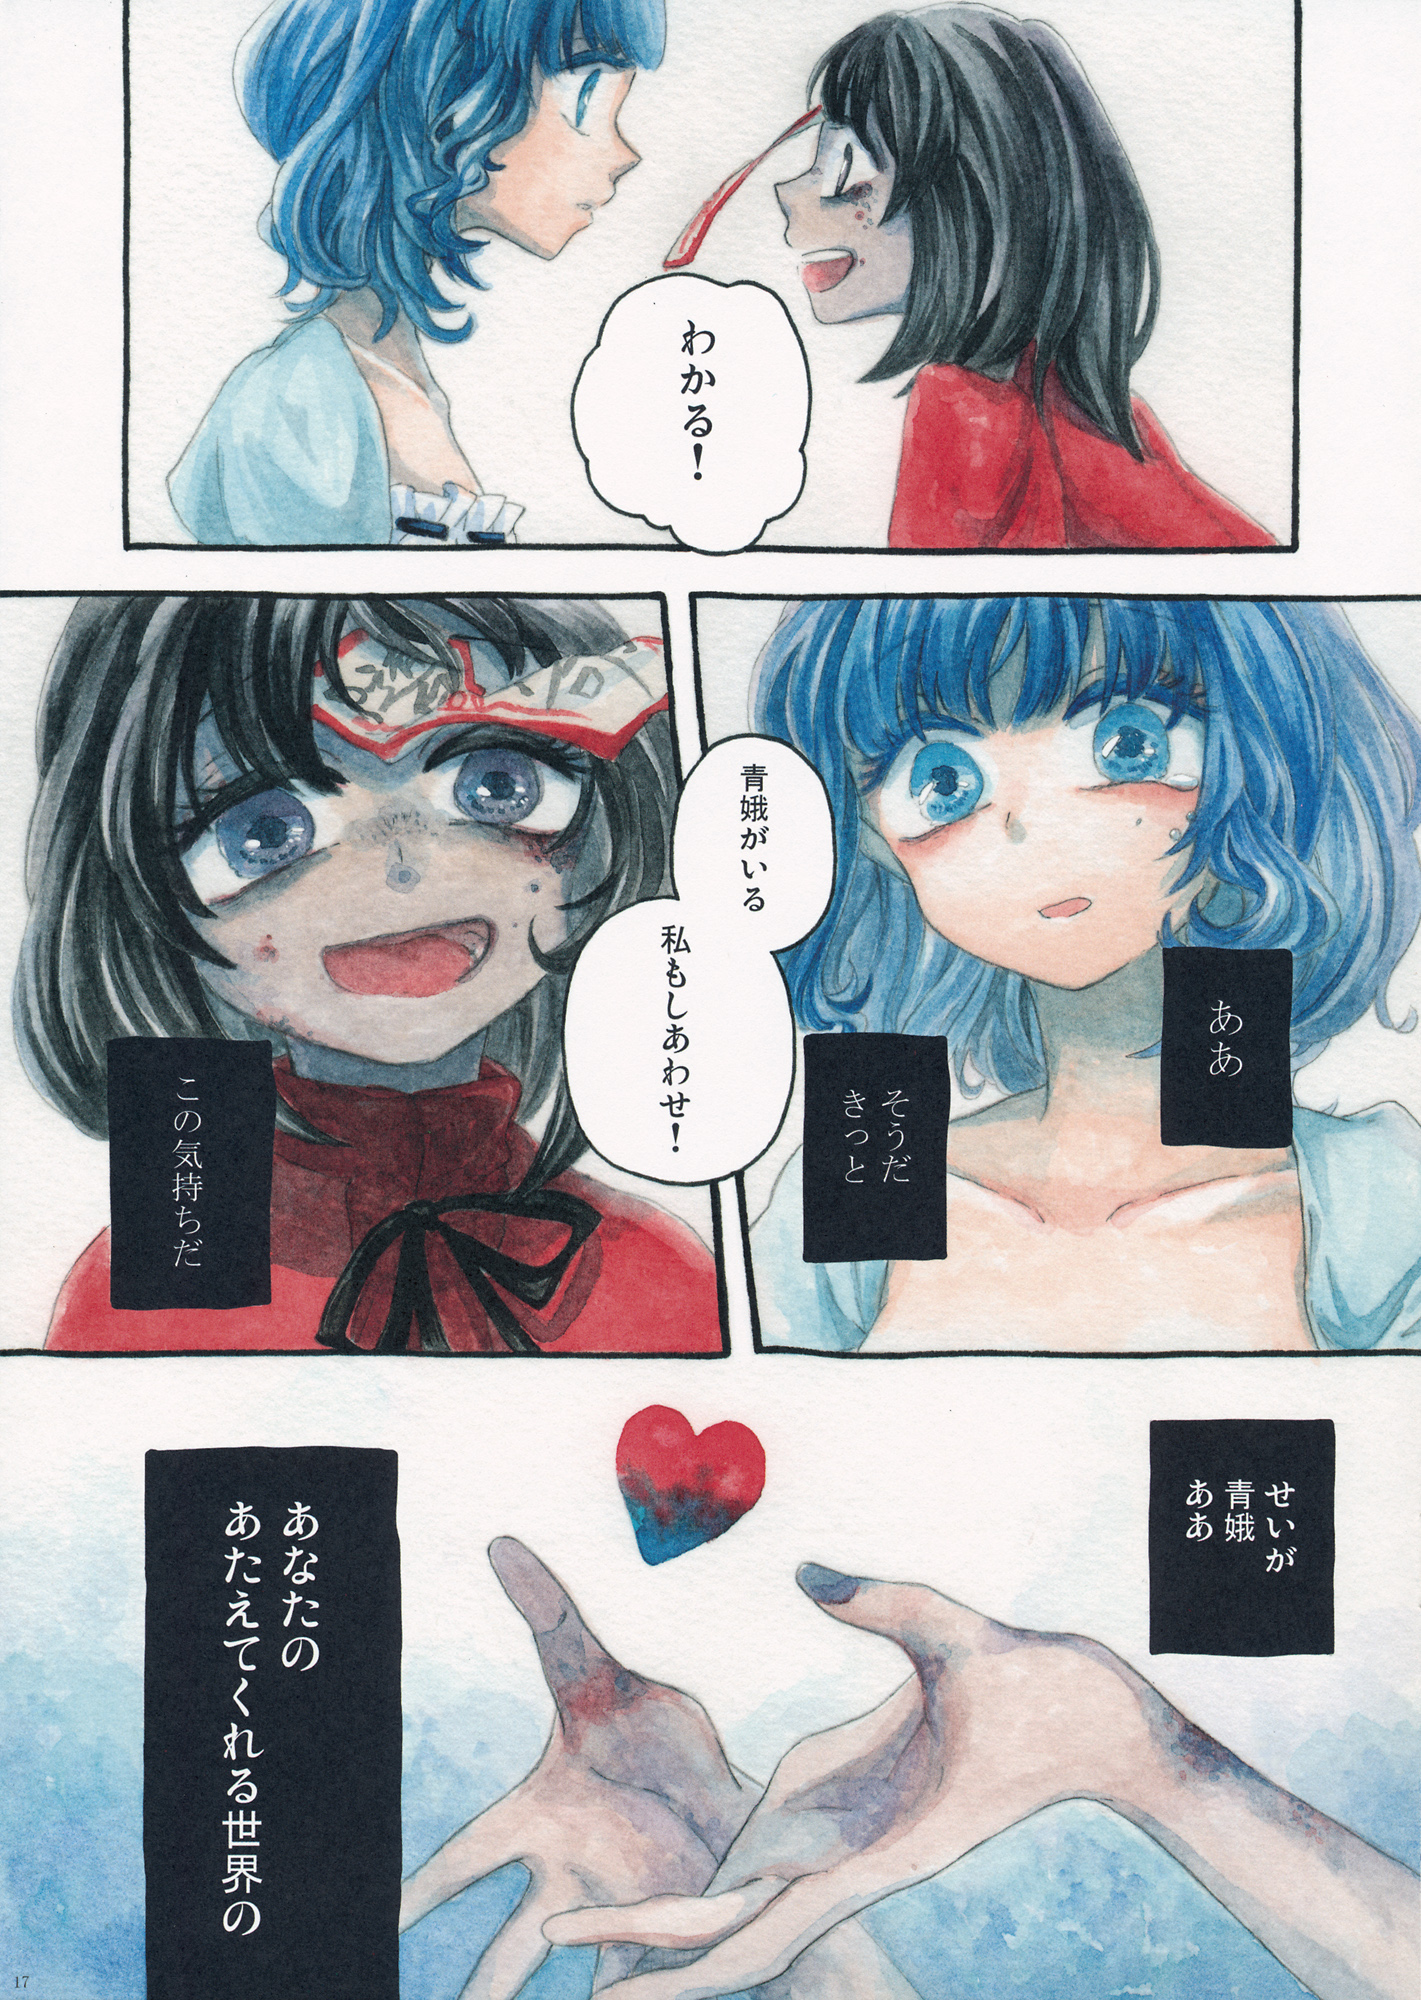 わかる！
ああ
そうだ
きっと
青娥がいる
私もしあわせ！
この気持ちだ
せいが
青娥
ああ
あなたの
あたえてくれる世界の
17